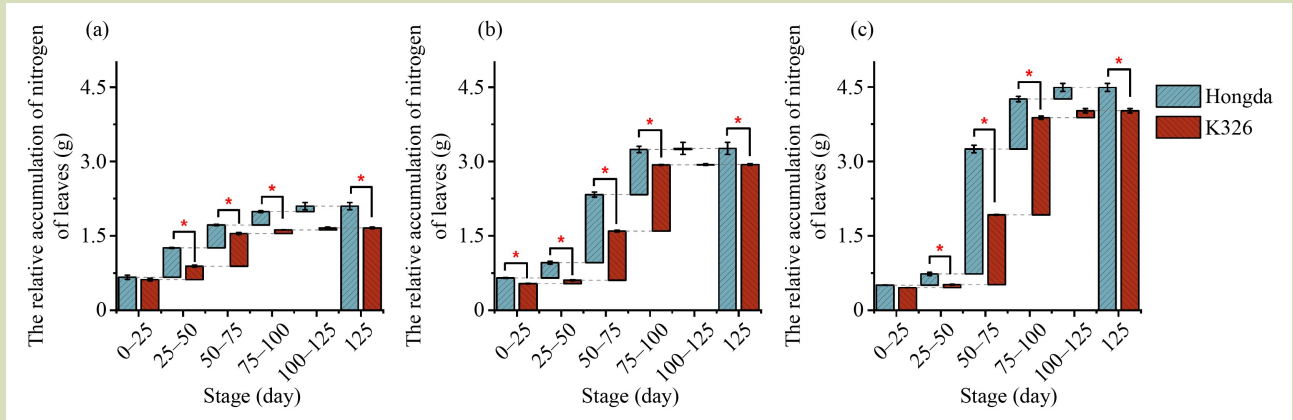 (a)
The relative accumulation of nitrogen
of leaves (g)
4.5
3.0
1.5
0
* * * * *
0–25
25–50
50–75
75–100
100–125
125
Stage (day)
(b)
The relative accumulation of nitrogen
of leaves (g)
4.5
3.0
1.5
0
* * * * *
0–25
25–50
50–75
75–100
100–125
125
Stage (day)
(c)
The relative accumulation of nitrogen
of leaves (g)
4.5
3.0
1.5
0
* * * *
0–25
25–50
50–75
75–100
100–125
125
Stage (day)
Hongda
K326